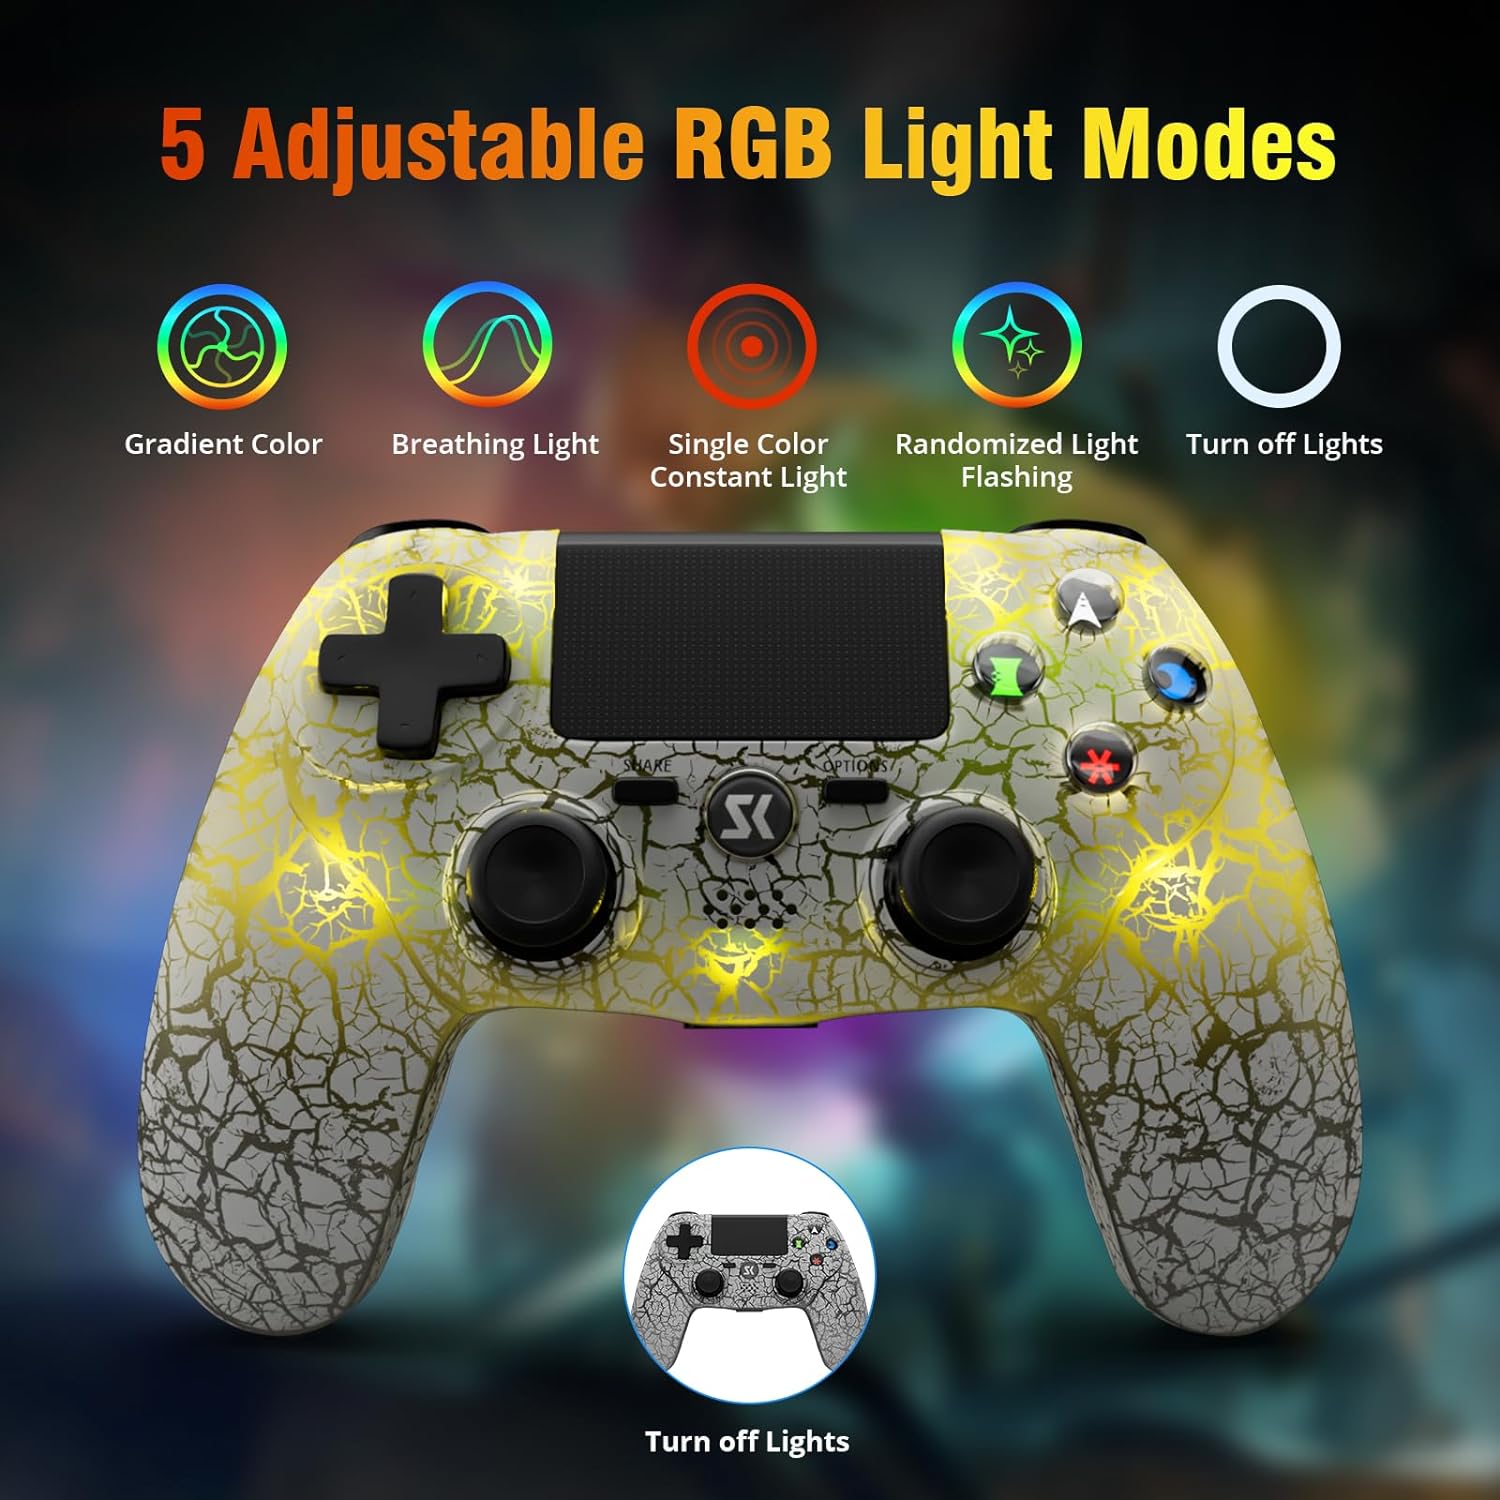 5 Adjustable RGB Light Modes
Gradient Color
Breathing Light
Single Color
Constant Light
Randomized Light
Flashing
Turn off Lights
SHARE
OPTIONS
SK
Turn off Lights